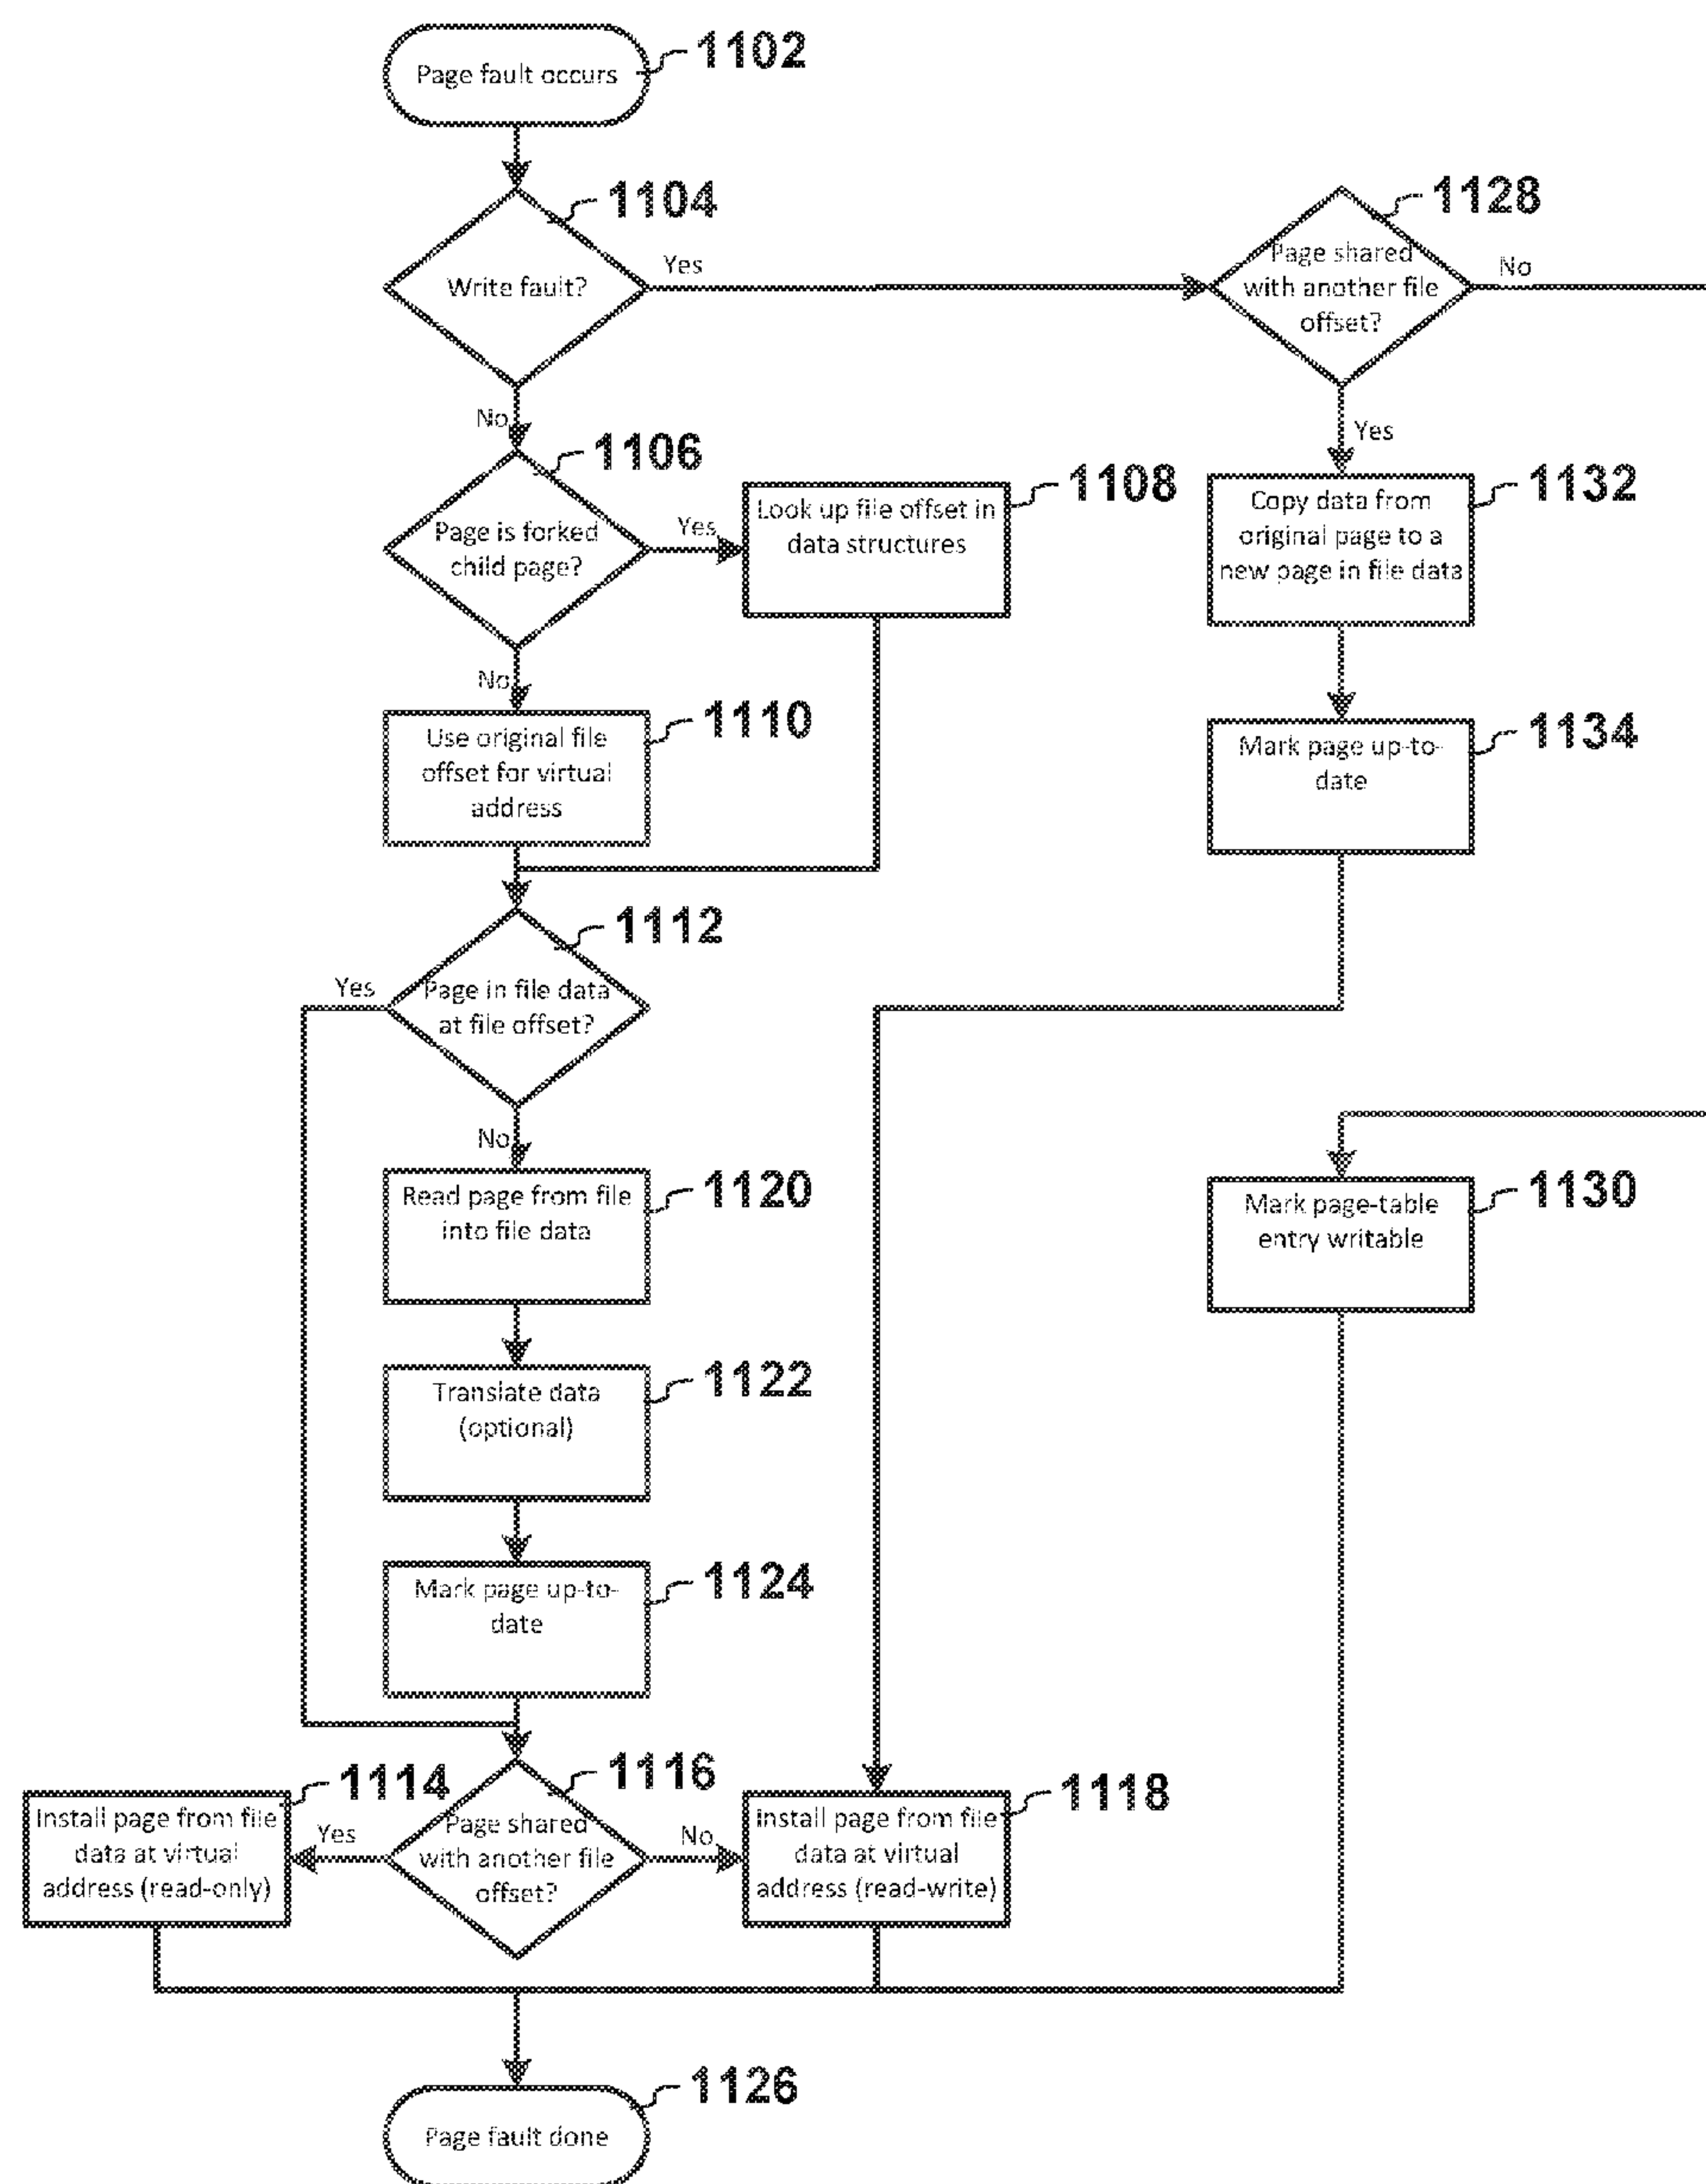 Page fault occurs
1102
1104
Write fault?
Yes
No
1128
Page shared
with another file
offset?
No
Yes
1106
Page is forked
child page?
Yes
No
1108
Look up file offset in
data structures
1132
Copy data from
original page to a
new page in file data
1110
Use original file
offset for virtual
address
1134
Mark page up-to-
date
1112
Page in file data
at file offset?
Yes
No
1120
Read page from file
into file data
1130
Mark page-table
entry writable
1122
Translate data
(optional)
1124
Mark page up-to-
date
1114
Install page from file
data at virtual
address (read-only)
Yes
1116
Page shared
with another file
offset?
No
1118
Install page from file
data at virtual
address (read-write)
1126
Page fault done